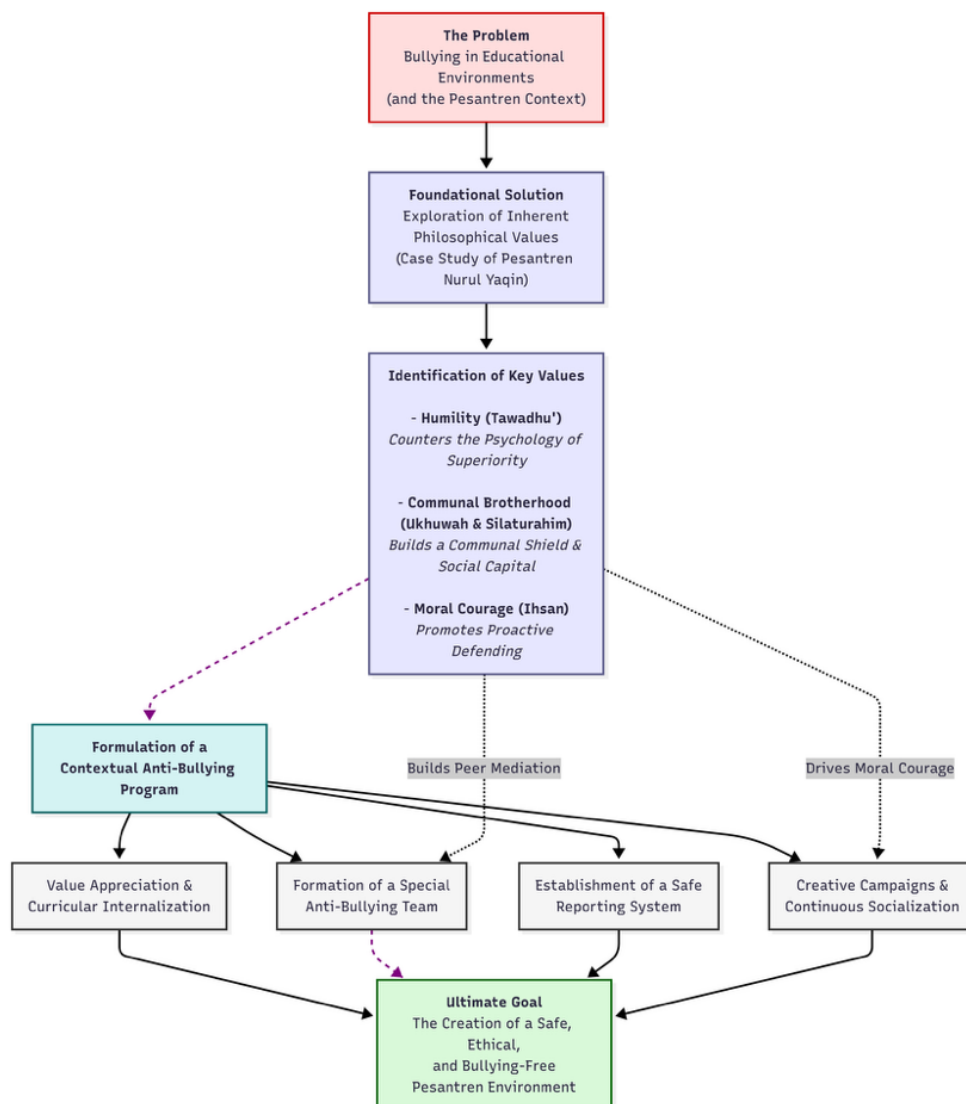 The Problem
Bullying in Educational
Environments
(and the Pesantren Context)
Foundational Solution
Exploration of Inherent
Philosophical Values
(Case Study of Pesantren
Nurul Yaqin)
Identification of Key Values
- Humility (Tawadhu')
Counters the Psychology of
Superiority
- Communal Brotherhood
(Ukhuwah & Silaturahim)
Builds a Communal Shield &
Social Capital
- Moral Courage (Ihsan)
Promotes Proactive
Defending
Formulation of a
Contextual Anti-Bullying
Program
Builds Peer Mediation
Drives Moral Courage
Value Appreciation &
Curricular Internalization
Formation of a Special
Anti-Bullying Team
Establishment of a Safe
Reporting System
Creative Campaigns &
Continuous Socialization
Ultimate Goal
The Creation of a Safe,
Ethical,
and Bullying-Free
Pesantren Environment